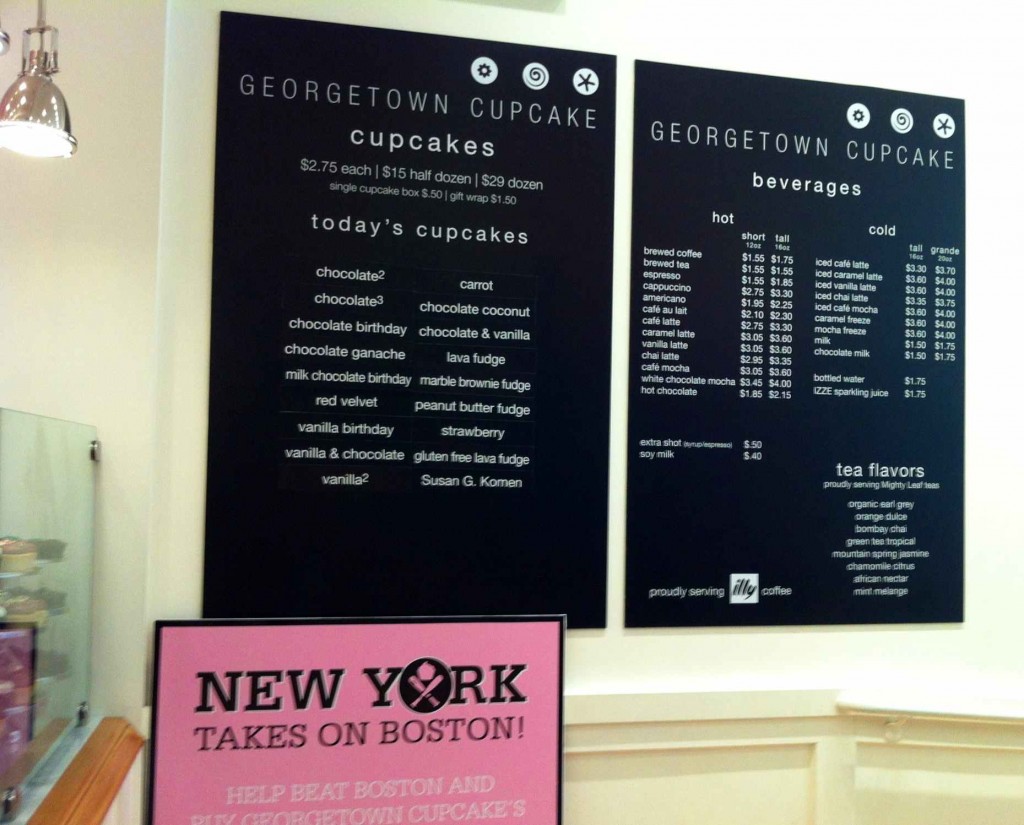 GEORGETOWN CUPCAKE
cupcakes
$2.75 each | $15 half dozen | $29 dozen
single cupcake box $.50 | gift wrap $1.50
today's cupcakes
chocolate²
chocolate³
chocolate birthday
chocolate ganache
milk chocolate birthday
red velvet
vanilla birthday
vanilla & chocolate
vanilla²
carrot
chocolate coconut
chocolate & vanilla
lava fudge
marble brownie fudge
peanut butter fudge
strawberry
gluten free lava fudge
Susan G. Komen
GEORGETOWN CUPCAKE
beverages
hot
short tall
12oz 16oz
brewed coffee $1.55 $1.75
brewed tea $1.55 $1.55
espresso $1.55 $1.85
cappuccino $2.75 $3.30
americano $1.95 $2.25
café au lait $2.10 $2.30
café latte $2.75 $3.30
caramel latte $3.05 $3.60
vanilla latte $3.05 $3.60
chai latte $2.95 $3.35
café mocha $3.05 $3.60
white chocolate mocha $3.45 $4.00
hot chocolate $1.85 $2.15
extra shot (syrup/espresso) $.50
soy milk $.40
cold
tall grande
16oz 20oz
iced café latte $3.30 $3.70
iced caramel latte $3.60 $4.00
iced vanilla latte $3.60 $4.00
iced chai latte $3.35 $3.75
iced café mocha $3.60 $4.00
caramel freeze $3.60 $4.00
mocha freeze $3.60 $4.00
milk $1.50 $1.75
chocolate milk $1.50 $1.75
bottled water $1.75
IZZE sparkling juice $1.75
tea flavors
proudly serving Mighty Leaf teas
organic earl grey
orange dulce
bombay chai
green tea tropical
mountain spring jasmine
chamomile citrus
african nectar
mint melange
proudly serving illy coffee
NEW YORK
TAKES ON BOSTON!
HELP BEAT BOSTON AND
BUY GEORGETOWN CUPCAKE'S